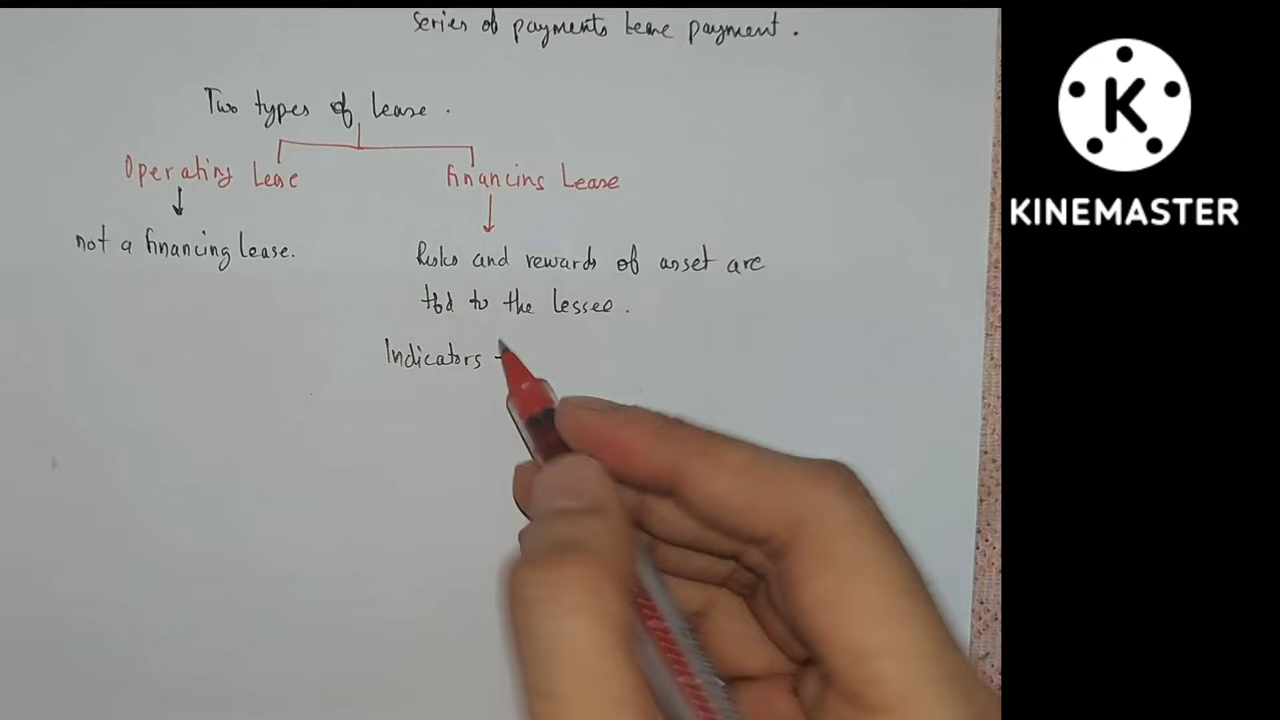 Series of payments lease payment.
Two types of lease.
Operating Lease
Financing Lease
not a financing lease.
Risks and rewards of asset are
tfd to the lessee.
Indicators -
K
KINEMASTER